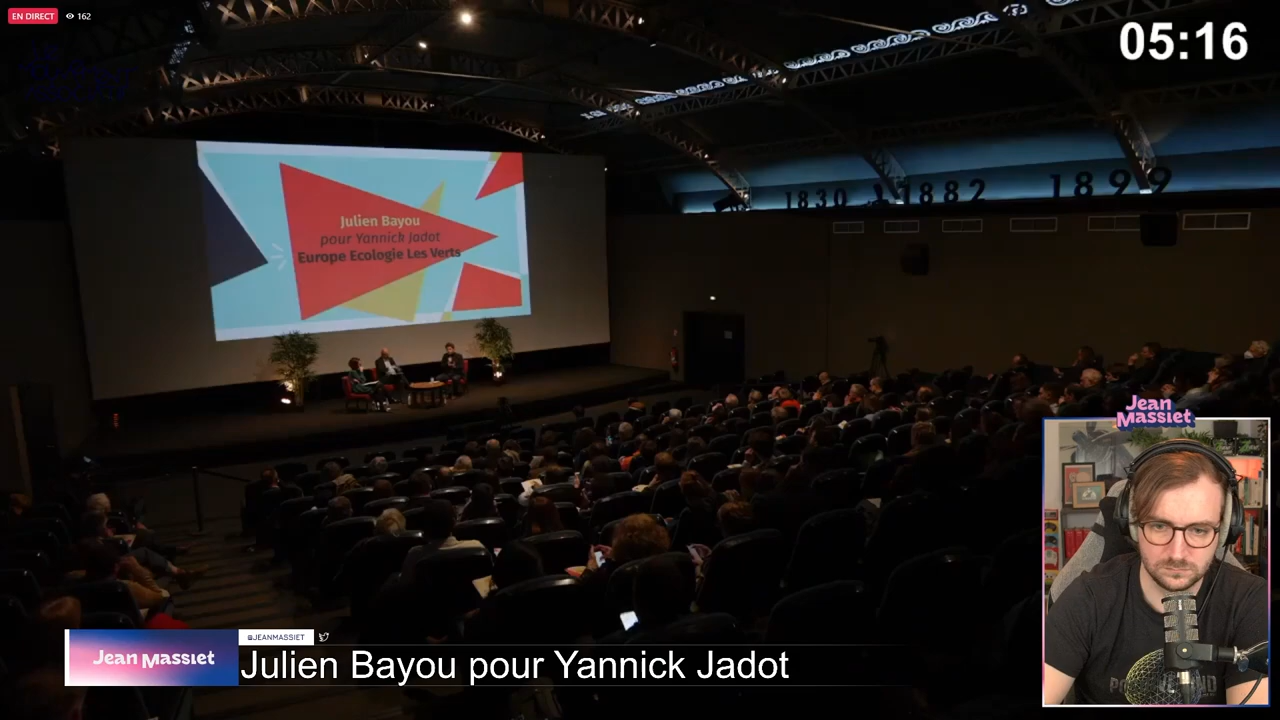 EN DIRECT 162
05:16
1830 1882 1899
Julien Bayou
pour Yannick Jadot
Europe Ecologie Les Verts
Jean
Massiet
@JEANMASSIET
Jean Massiet
Julien Bayou pour Yannick Jadot